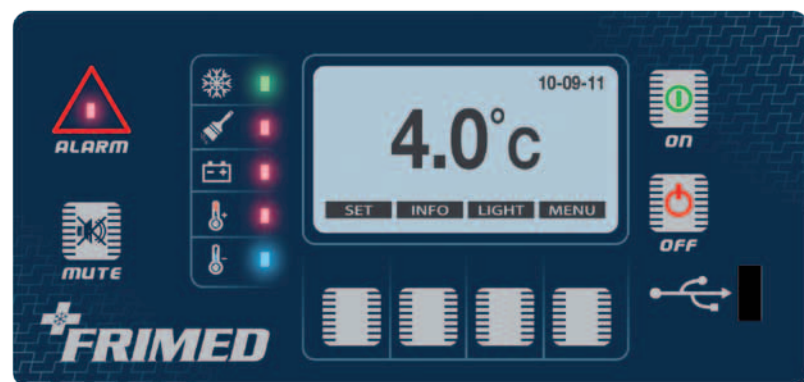 10-09-11
4.0°c
SET INFO LIGHT MENU
ALARM
MUTE
ON
OFF
FRIMED